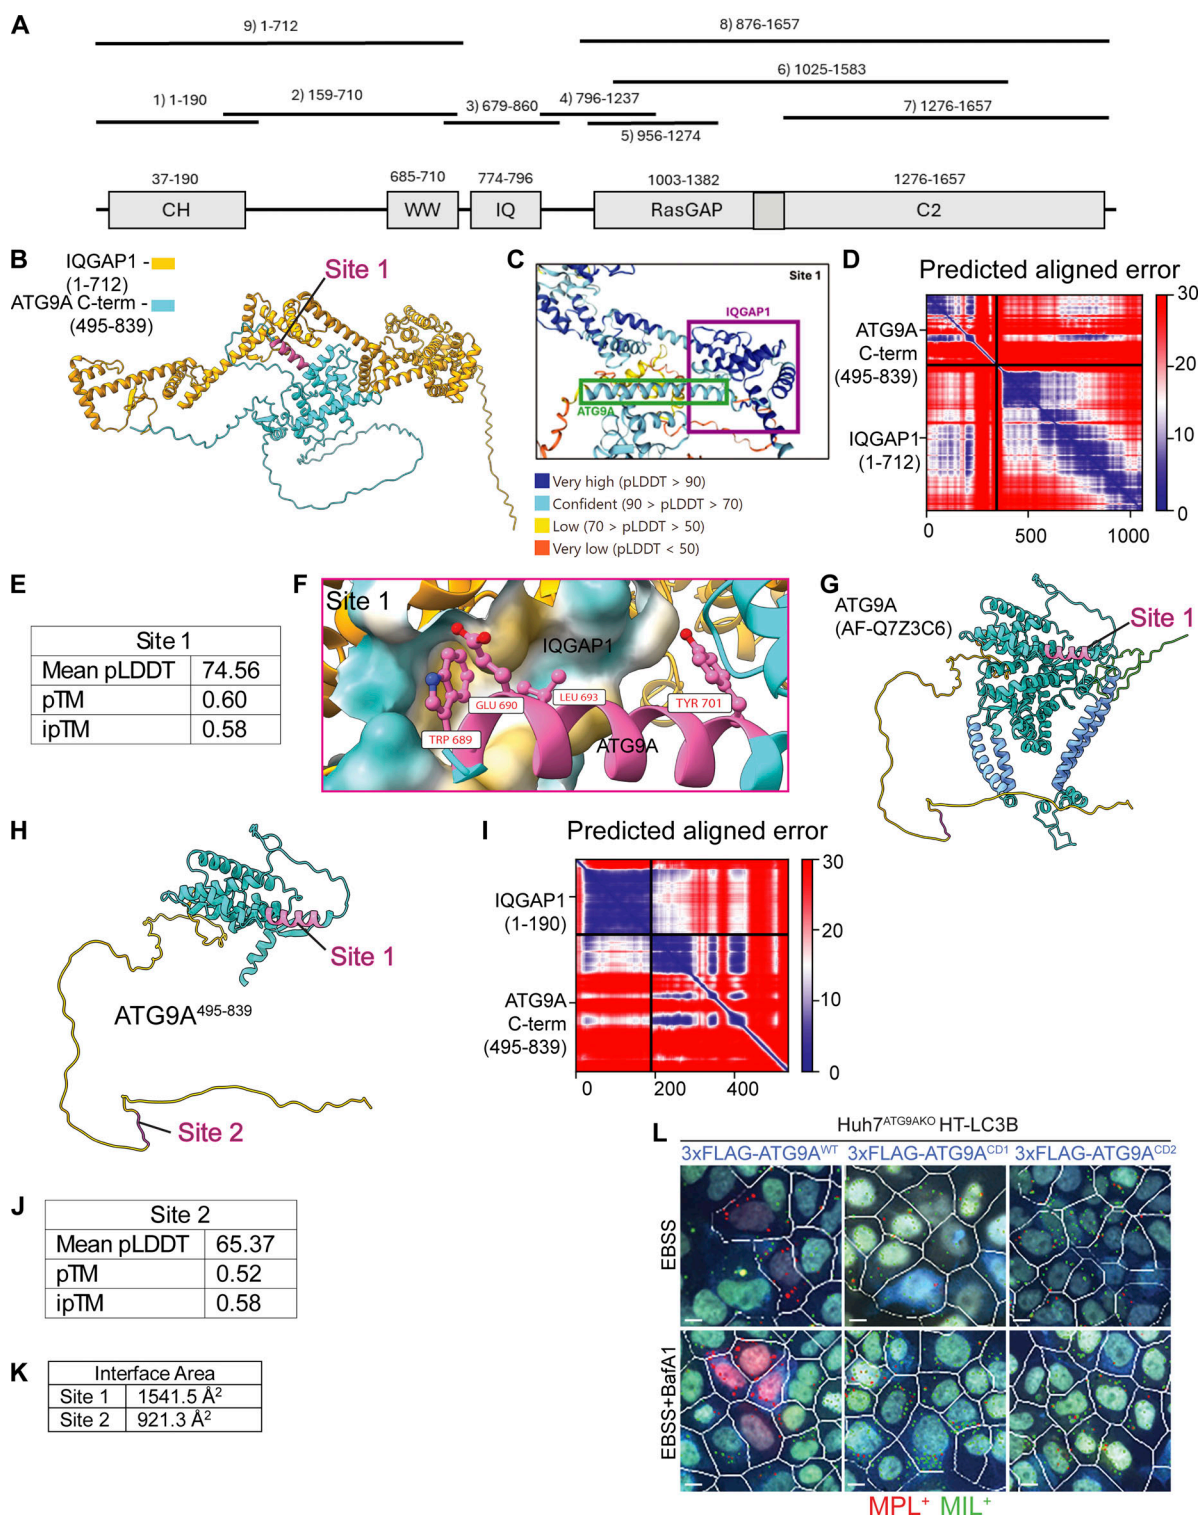 A
9) 1-712
8) 876-1657
6) 1025-1583
1) 1-190
2) 159-710
3) 679-860
4) 796-1237
7) 1276-1657
5) 956-1274
37-190
685-710
774-796
1003-1382
1276-1657
CH
WW
IQ
RasGAP
C2
B
IQGAP1 -
(1-712)
ATG9A C-term -
(495-839)
Site 1
C
Site 1
IQGAP1
ATG9A
Very high (pLDDT > 90)
Confident (90 > pLDDT > 70)
Low (70 > pLDDT > 50)
Very low (pLDDT < 50)
D
Predicted aligned error
ATG9A
C-term
(495-839)
IQGAP1
(1-712)
0
500
1000
30
20
10
0
E
Site 1
Mean pLDDT 74.56
pTM 0.60
ipTM 0.58
F
Site 1
IQGAP1
GLU 690
LEU 693
TYR 701
TRP 689
ATG9A
G
ATG9A
(AF-Q7Z3C6)
Site 1
H
Site 1
ATG9A495-839
Site 2
I
Predicted aligned error
IQGAP1
(1-190)
ATG9A
C-term
(495-839)
0
200
400
30
20
10
0
J
Site 2
Mean pLDDT 65.37
pTM 0.52
ipTM 0.58
K
Interface Area
Site 1 1541.5 Å2
Site 2 921.3 Å2
L
Huh7ATG9AKO HT-LC3B
3xFLAG-ATG9AWT 3xFLAG-ATG9ACD1 3xFLAG-ATG9ACD2
EBSS
EBSS+BafA1
MPL+ MIL+